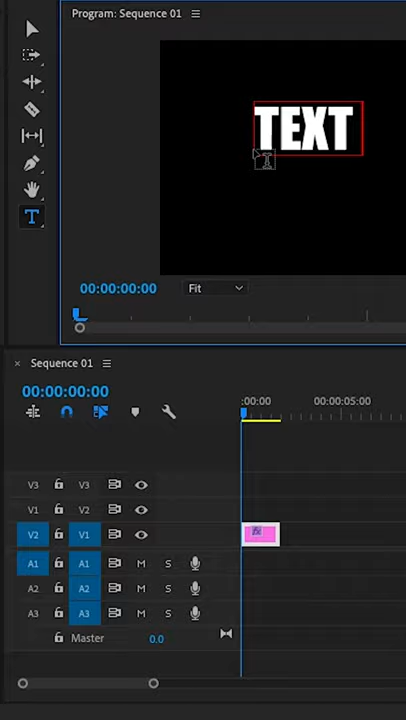 Program: Sequence 01
TEXT
T
00:00:00:00
Fit
Sequence 01
00:00:00:00
:00:00
00:00:05:00
V3 V3
V1 V2
V2 V1
A1 A1 M S
A2 A2 M S
A3 A3 M S
Master 0.0